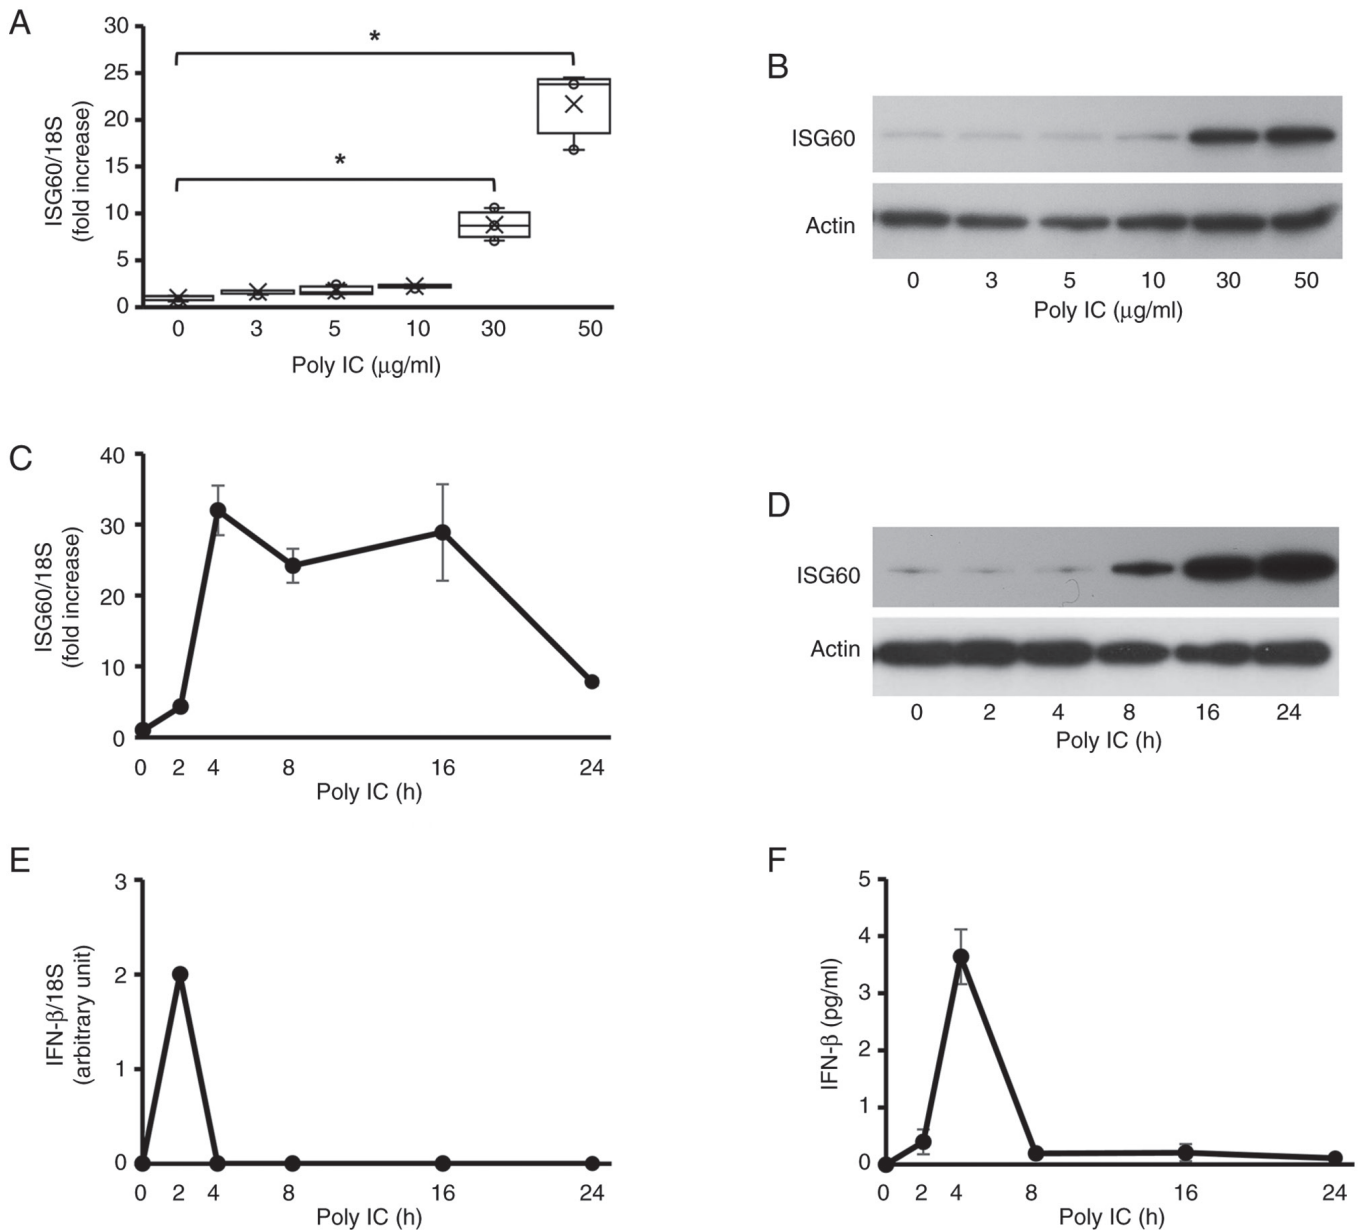 A
ISG60/18S
(fold increase)
30
25
20
15
10
5
0
*
*
0 3 5 10 30 50
Poly IC (μg/ml)
B
ISG60
Actin
0 3 5 10 30 50
Poly IC (μg/ml)
C
ISG60/18S
(fold increase)
40
30
20
10
0
0 2 4 8 16 24
Poly IC (h)
D
ISG60
Actin
0 2 4 8 16 24
Poly IC (h)
E
IFN-β/18S
(arbitrary unit)
3
2
1
0
0 2 4 8 16 24
Poly IC (h)
F
IFN-β (pg/ml)
5
4
3
2
1
0
0 2 4 8 16 24
Poly IC (h)